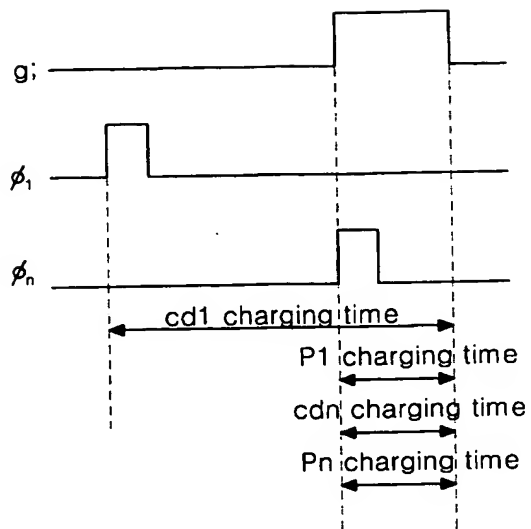 g;
ϕ₁
ϕₙ
cd1 charging time
P1 charging time
cdn charging time
Pn charging time